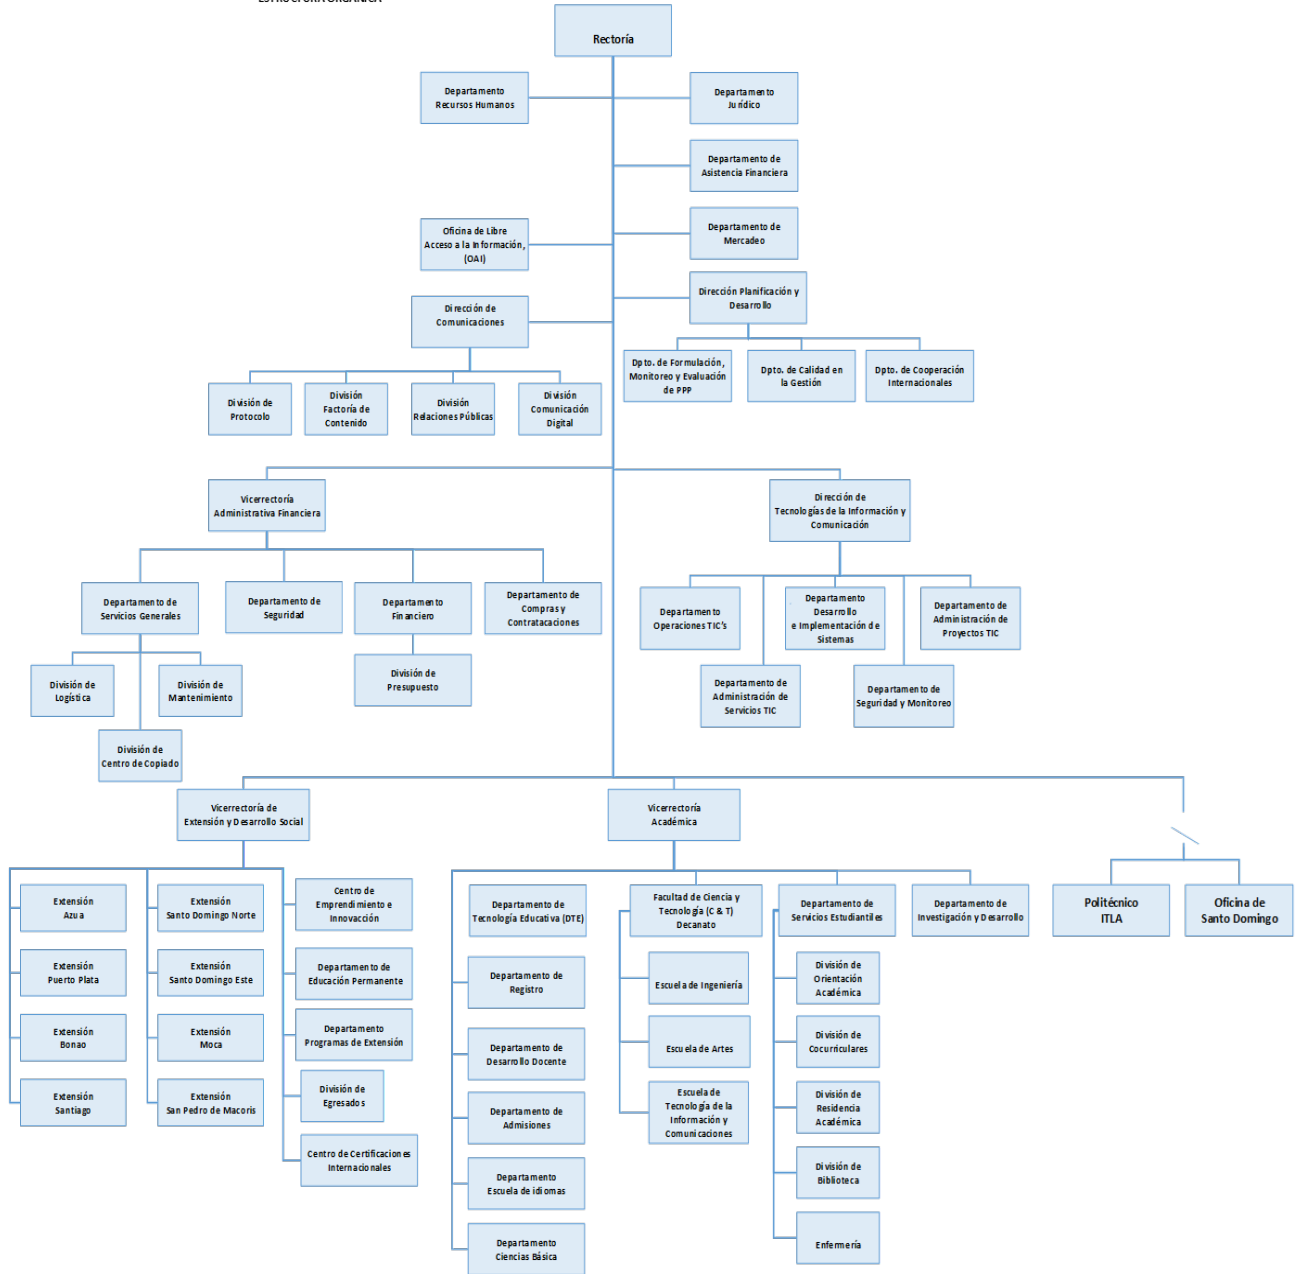 ESTRUCTURA ORGÁNICA
Rectoría
Departamento
Recursos Humanos
Departamento
Jurídico
Departamento de
Asistencia Financiera
Oficina de Libre
Acceso a la Información,
(OAI)
Departamento de
Mercadeo
Dirección Planificación y
Desarrollo
Dirección de
Comunicaciones
Dpto. de Formulación,
Monitoreo y Evaluación
de PPP
Dpto. de Calidad en
la Gestión
Dpto. de Cooperación
Internacionales
División de
Protocolo
División
Factoría de
Contenido
División
Relaciones Públicas
División
Comunicación
Digital
Vicerrectoría
Administrativa Financiera
Dirección de
Tecnologías de la Información y
Comunicación
Departamento de
Servicios Generales
Departamento de
Seguridad
Departamento
Financiero
Departamento de
Compras y
Contratacaciones
Departamento
Operaciones TIC's
Departamento
Desarrollo
e Implementación de
Sistemas
Departamento de
Administración de
Proyectos TIC
División de
Logística
División de
Mantenimiento
División de
Presupuesto
Departamento de
Administración de
Servicios TIC
Departamento de
Seguridad y Monitoreo
División de
Centro de Copiado
Vicerrectoría de
Extensión y Desarrollo Social
Vicerrectoría
Académica
Extensión
Azua
Extensión
Santo Domingo Norte
Centro de
Emprendimiento e
Innovacción
Departamento de
Tecnología Educativa (DTE)
Facultad de Ciencia y
Tecnología (C & T)
Decanato
Departamento de
Servicios Estudiantiles
Departamento de
Investigación y Desarrollo
Politécnico
ITLA
Oficina de
Santo Domingo
Extensión
Puerto Plata
Extensión
Santo Domingo Este
Departamento de
Educación Permanente
Departamento de
Registro
Escuela de Ingeniería
División de
Orientación
Académica
Extensión
Bonao
Extensión
Moca
Departamento
Programas de Extensión
Departamento de
Desarrollo Docente
Escuela de Artes
División de
Cocurriculares
Extensión
Santiago
Extensión
San Pedro de Macoris
División de
Egresados
Departamento de
Admisiones
Escuela de
Tecnología de la
Información y
Comunicaciones
División de
Residencia
Académica
Centro de Certificaciones
Internacionales
Departamento
Escuela de idiomas
División de
Biblioteca
Departamento
Ciencias Básica
Enfermería